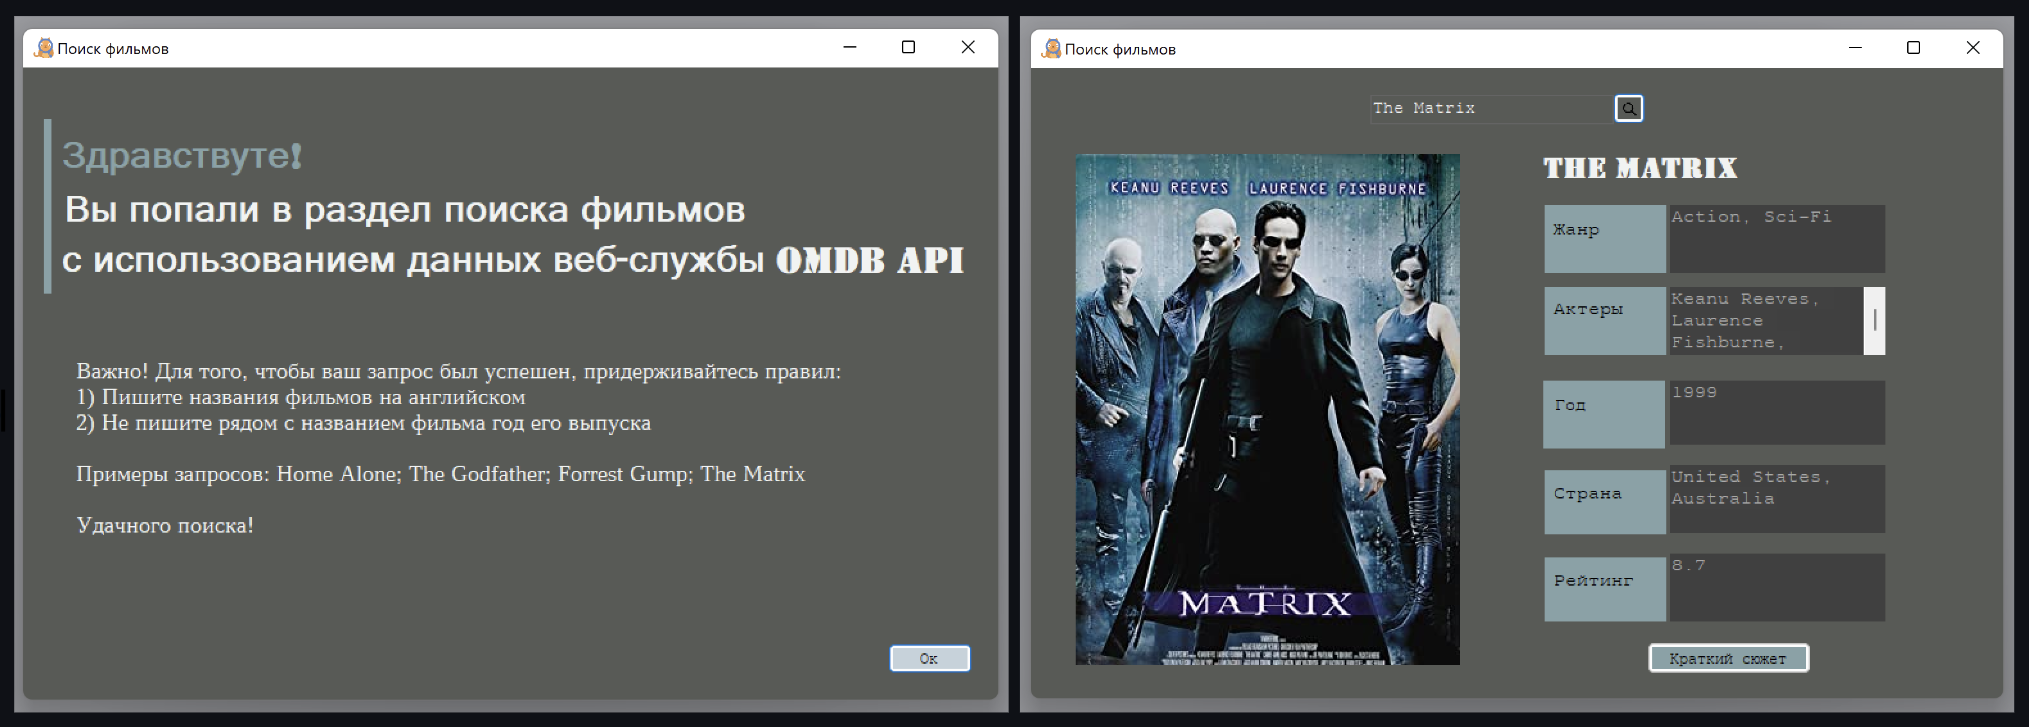 Поиск фильмов
Здравствуте!
Вы попали в раздел поиска фильмов
с использованием данных веб-службы OMDB API
Важно! Для того, чтобы ваш запрос был успешен, придерживайтесь правил:
1) Пишите названия фильмов на английском
2) Не пишите рядом с названием фильма год его выпуска
Примеры запросов: Home Alone; The Godfather; Forrest Gump; The Matrix
Удачного поиска!
Ок
Поиск фильмов
The Matrix
KEANU REEVES LAURENCE FISHBURNE
THE
MATRIX
THE MATRIX
Жанр
Action, Sci-Fi
Актеры
Keanu Reeves,
Laurence
Fishburne,
Год
1999
Страна
United States,
Australia
Рейтинг
8.7
Краткий сюжет